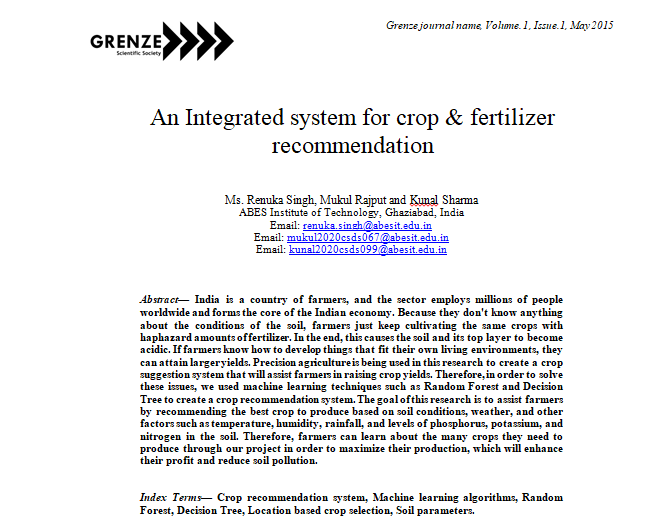 GRENZE
Scientific Society
Grenze journal name, Volume. 1, Issue.1, May 2015
An Integrated system for crop & fertilizer
recommendation
Ms. Renuka Singh, Mukul Rajput and Kunal Sharma
ABES Institute of Technology, Ghaziabad, India
Email: renuka.singh@abesit.edu.in
Email: mukul2020csds067@abesit.edu.in
Email: kunal2020csds099@abesit.edu.in
Abstract— India is a country of farmers, and the sector employs millions of people
worldwide and forms the core of the Indian economy. Because they don't know anything
about the conditions of the soil, farmers just keep cultivating the same crops with
haphazard amounts of fertilizer. In the end, this causes the soil and its top layer to become
acidic. If farmers know how to develop things that fit their own living environments, they
can attain larger yields. Precision agriculture is being used in this research to create a crop
suggestion system that will assist farmers in raising crop yields. Therefore, in order to solve
these issues, we used machine learning techniques such as Random Forest and Decision
Tree to create a crop recommendation system. The goal of this research is to assist farmers
by recommending the best crop to produce based on soil conditions, weather, and other
factors such as temperature, humidity, rainfall, and levels of phosphorus, potassium, and
nitrogen in the soil. Therefore, farmers can learn about the many crops they need to
produce through our project in order to maximize their production, which will enhance
their profit and reduce soil pollution.
Index Terms— Crop recommendation system, Machine learning algorithms, Random
Forest, Decision Tree, Location based crop selection, Soil parameters.